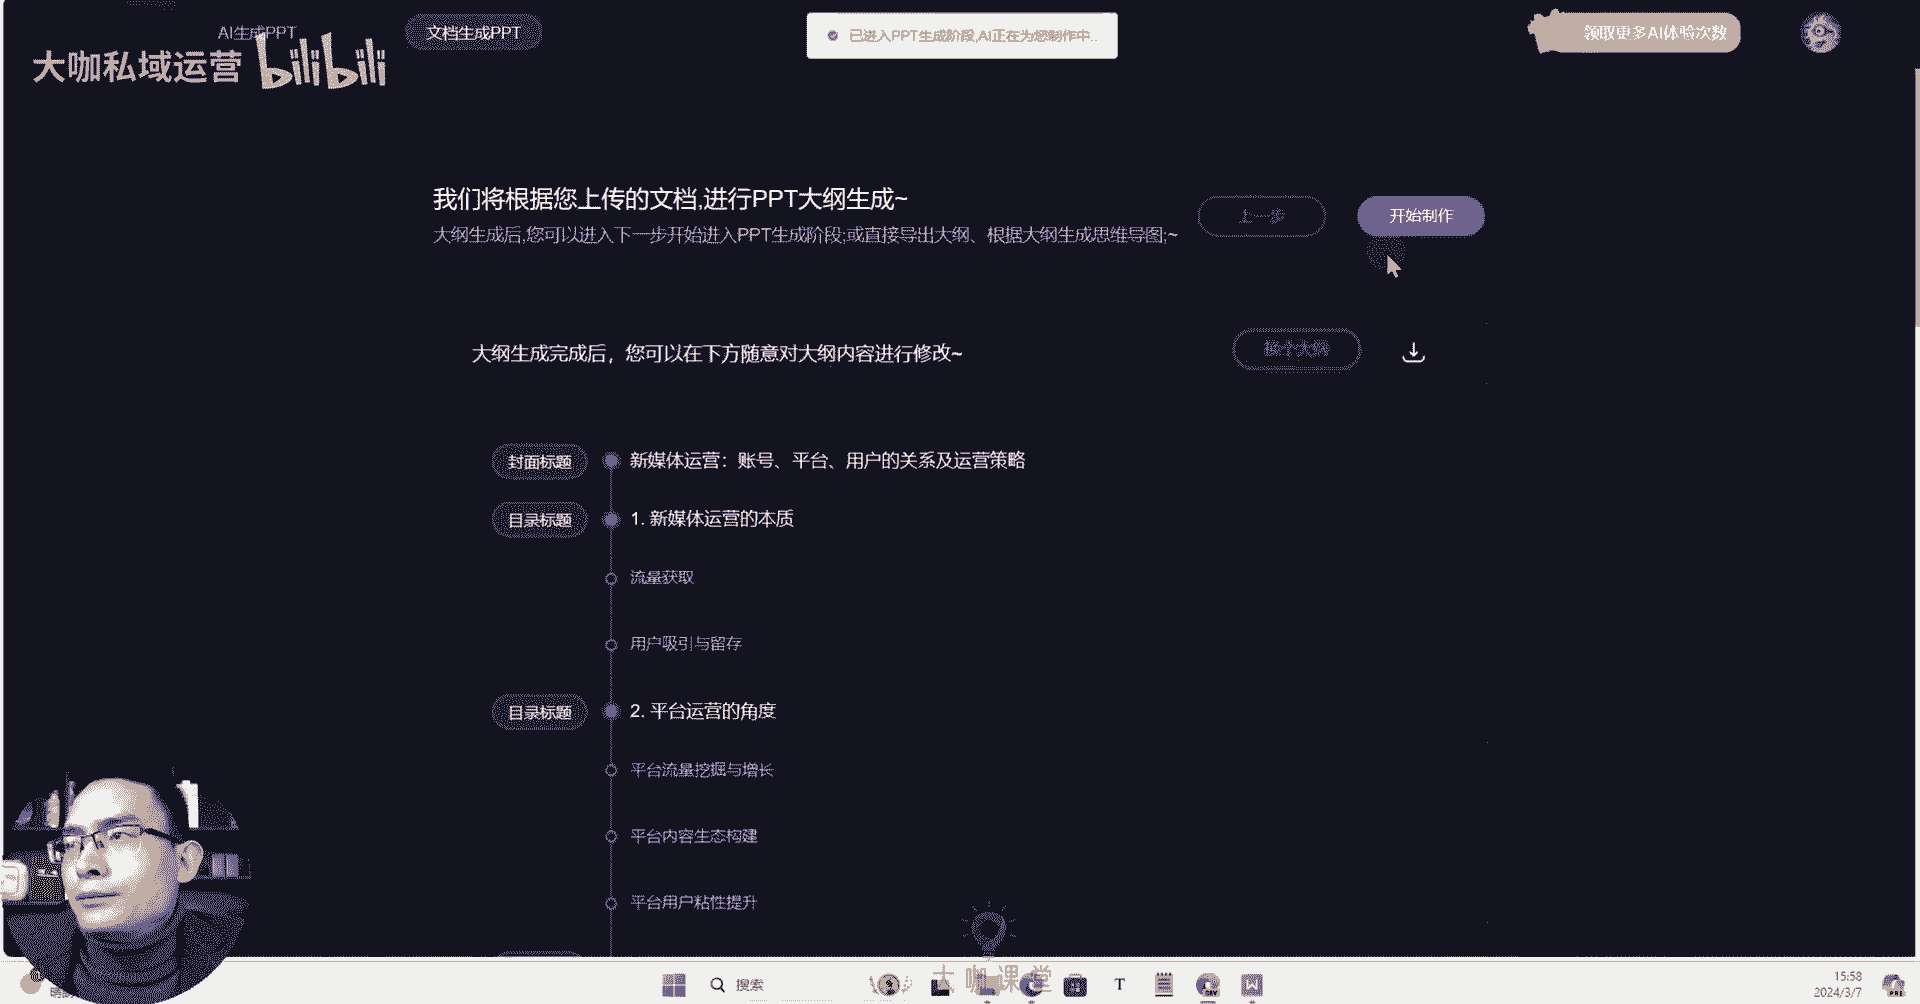 AI生成PPT
文档生成PPT
已进入PPT生成阶段,AI正在为您制作中..
领取更多AI体验次数
大咖私域运营 bilibili
我们将根据您上传的文档,进行PPT大纲生成~
上一步
开始制作
大纲生成后,您可以进入下一步开始进入PPT生成阶段;或直接导出大纲、根据大纲生成思维导图;~
大纲生成完成后，您可以在下方随意对大纲内容进行修改~
换个大纲
封面标题
新媒体运营：账号、平台、用户的关系及运营策略
目录标题
1. 新媒体运营的本质
流量获取
用户吸引与留存
目录标题
2. 平台运营的角度
平台流量挖掘与增长
平台内容生态构建
平台用户粘性提升
大咖课堂
搜索
15:58
2024/3/7